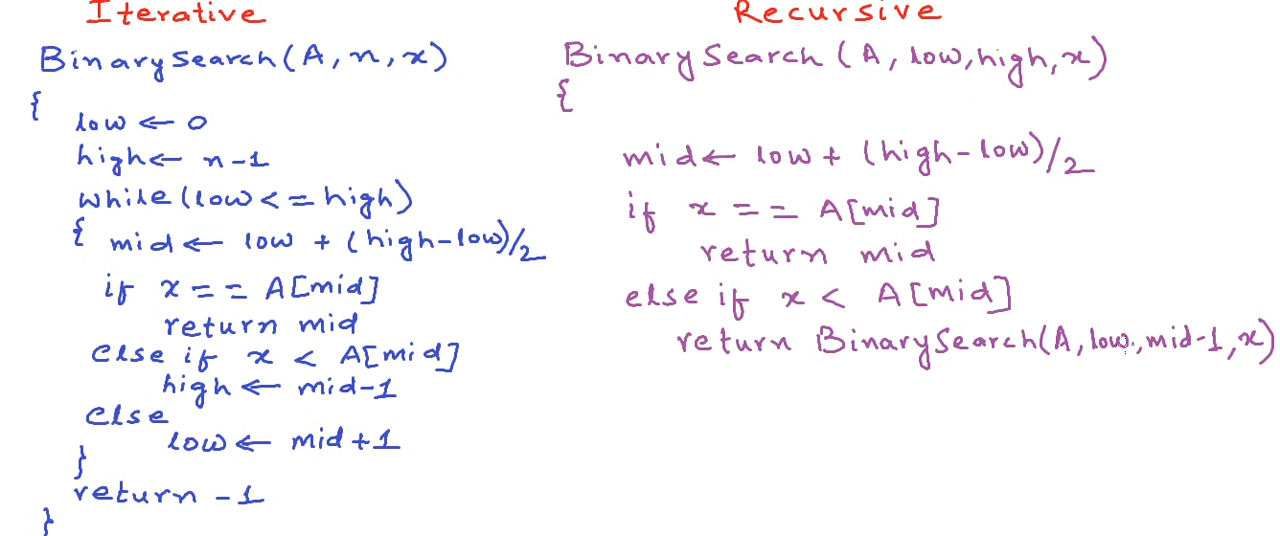 Iterative
BinarySearch(A, n, x)
{
low ← 0
high ← n-1
while(low <= high)
{ mid ← low + (high-low)/2
if x == A[mid]
return mid
else if x < A[mid]
high ← mid-1
else
low ← mid+1
}
return -1
}
Recursive
BinarySearch(A, low, high, x)
{
mid ← low + (high-low)/2
if x == A[mid]
return mid
else if x < A[mid]
return BinarySearch(A, low, mid-1, x)